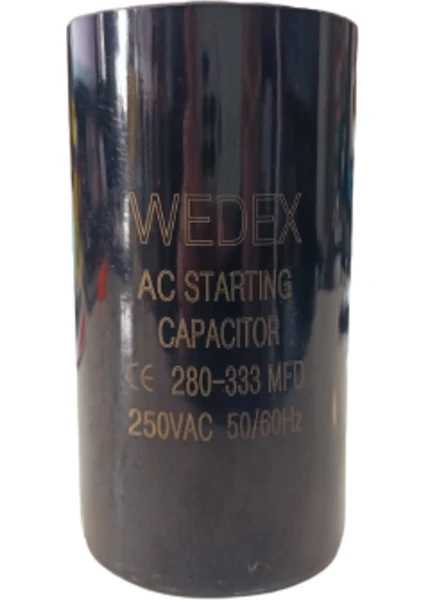 WEDEX
AC STARTING
CAPACITOR
CE 280-333 MFD
250VAC 50/60Hz